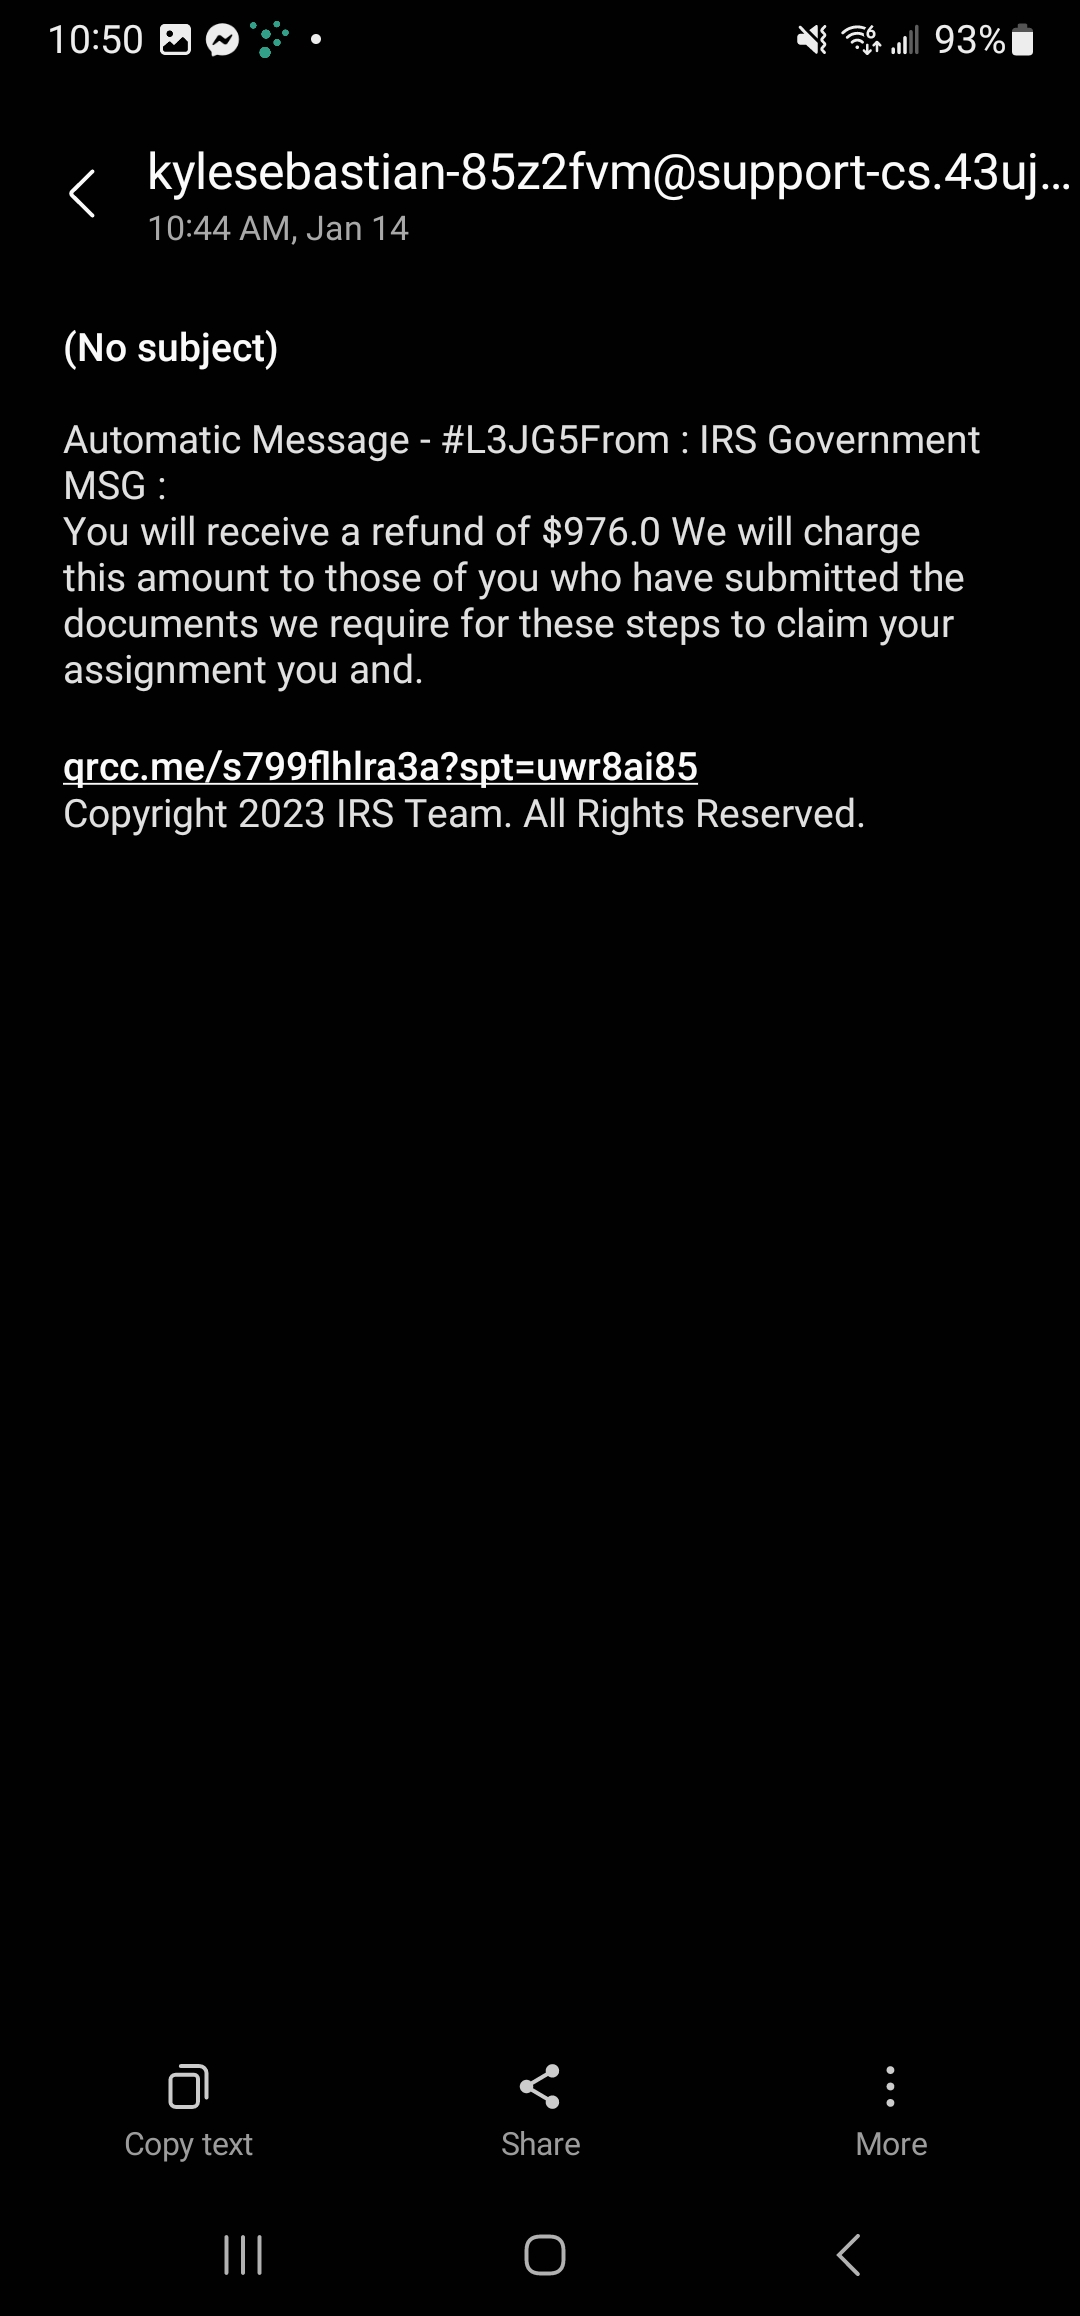 10:50
93%
kylesebastian-85z2fvm@support-cs.43uj...
10:44 AM, Jan 14
(No subject)
Automatic Message - #L3JG5From : IRS Government
MSG :
You will receive a refund of $976.0 We will charge
this amount to those of you who have submitted the
documents we require for these steps to claim your
assignment you and.
qrcc.me/s799flhlra3a?spt=uwr8ai85
Copyright 2023 IRS Team. All Rights Reserved.
Copy text
Share
More